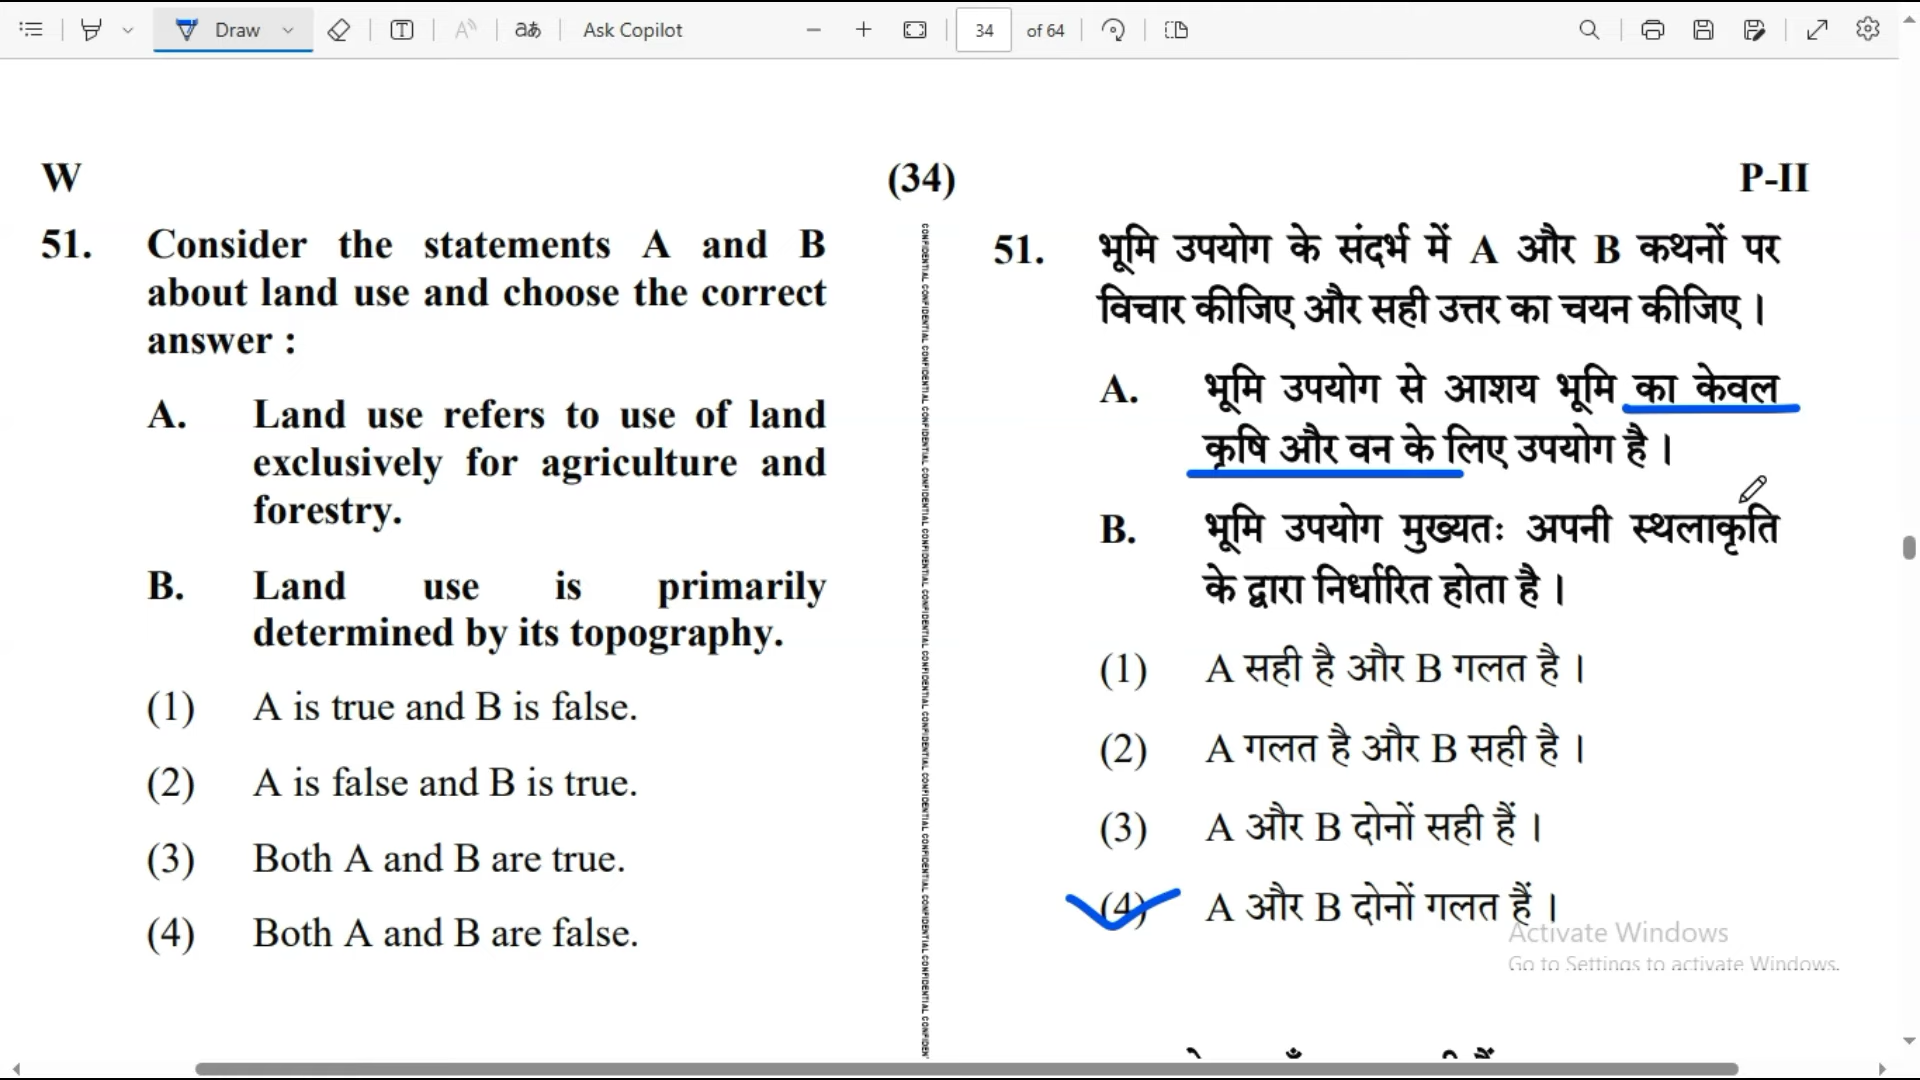 Draw
Ask Copilot
34 of 64
W (34) P-II
51. Consider the statements A and B
about land use and choose the correct
answer :
A. Land use refers to use of land
exclusively for agriculture and
forestry.
B. Land use is primarily
determined by its topography.
(1) A is true and B is false.
(2) A is false and B is true.
(3) Both A and B are true.
(4) Both A and B are false.
CONFIDENTIAL CONFIDENTIAL CONFIDENTIAL CONFIDENTIAL CONFIDENTIAL
51. भूमि उपयोग के संदर्भ में A और B कथनों पर
विचार कीजिए और सही उत्तर का चयन कीजिए ।
A. भूमि उपयोग से आशय भूमि का केवल
कृषि और वन के लिए उपयोग है ।
B. भूमि उपयोग मुख्यतः अपनी स्थलाकृति
के द्वारा निर्धारित होता है ।
(1) A सही है और B गलत है ।
(2) A गलत है और B सही है ।
(3) A और B दोनों सही हैं ।
(4) A और B दोनों गलत हैं ।
Activate Windows
Go to Settings to activate Windows.